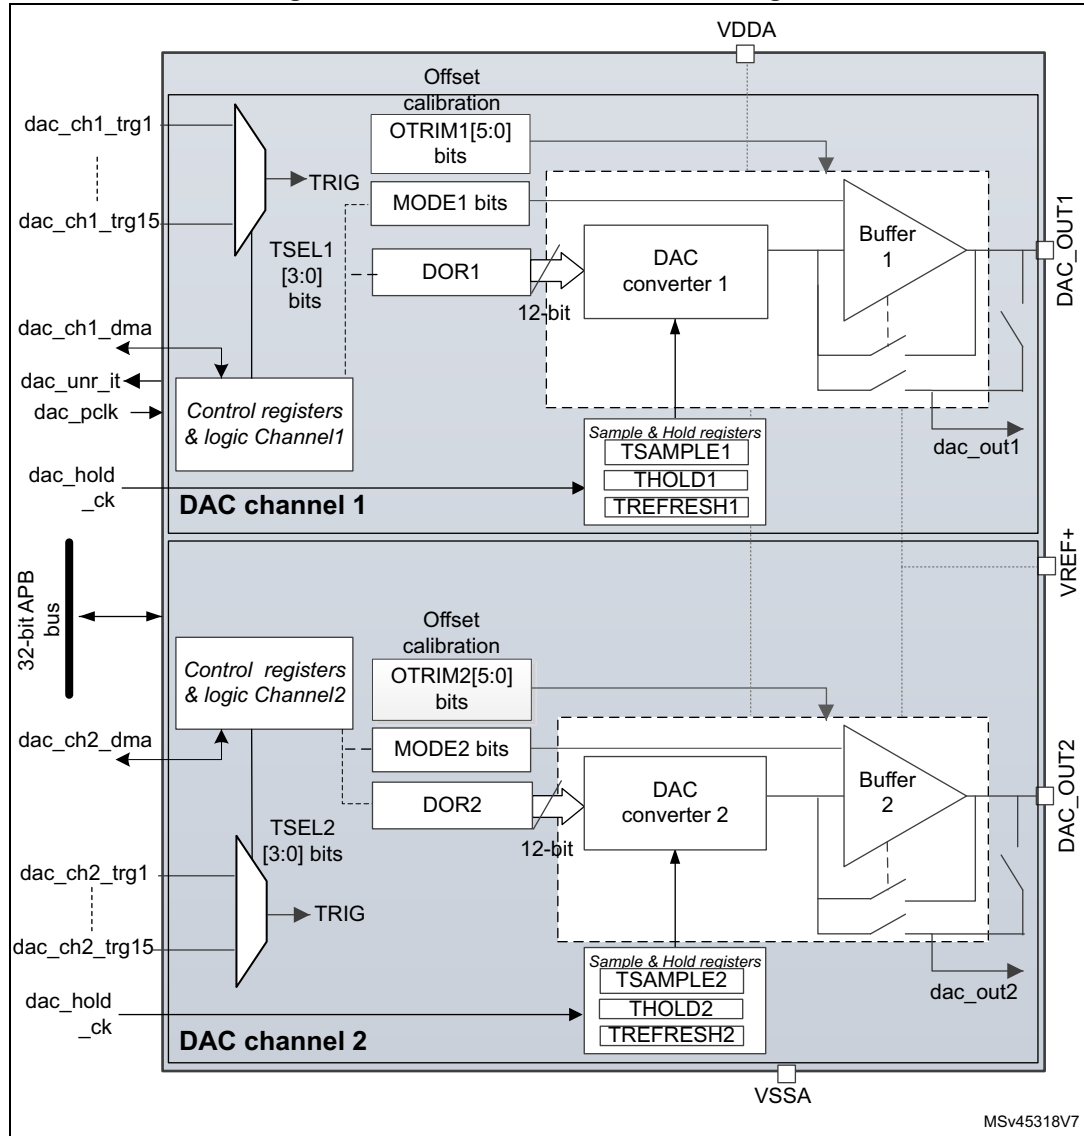 VDDA
Offset
calibration
dac_ch1_trg1
OTRIM1[5:0]
bits
TRIG
MODE1 bits
dac_ch1_trg15
TSEL1
[3:0]
bits
DOR1
12-bit
DAC
converter 1
Buffer
1
DAC_OUT1
dac_ch1_dma
dac_unr_it
dac_pclk
Control registers
& logic Channel1
Sample & Hold registers
TSAMPLE1
THOLD1
TREFRESH1
dac_out1
dac_hold
_ck
DAC channel 1
VREF+
32-bit APB
bus
Offset
calibration
Control registers
& logic Channel2
OTRIM2[5:0]
bits
dac_ch2_dma
MODE2 bits
DOR2
12-bit
DAC
converter 2
Buffer
2
DAC_OUT2
TSEL2
[3:0] bits
dac_ch2_trg1
TRIG
dac_ch2_trg15
Sample & Hold registers
TSAMPLE2
THOLD2
TREFRESH2
dac_out2
dac_hold
_ck
DAC channel 2
VSSA
MSv45318V7